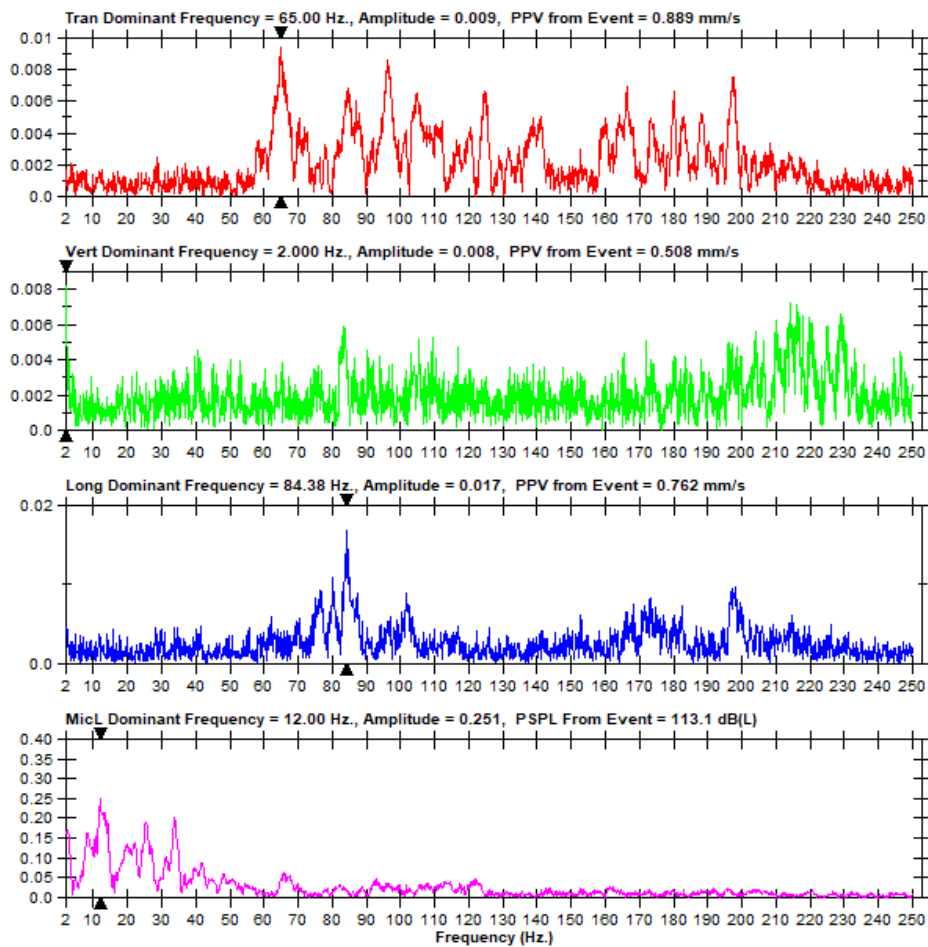 Tran Dominant Frequency = 65.00 Hz., Amplitude = 0.009, PPV from Event = 0.889 mm/s
0.01
0.008
0.006
0.004
0.002
0.0
2 10 20 30 40 50 60 70 80 90 100 110 120 130 140 150 160 170 180 190 200 210 220 230 240 250
Vert Dominant Frequency = 2.000 Hz., Amplitude = 0.008, PPV from Event = 0.508 mm/s
0.008
0.006
0.004
0.002
0.0
2 10 20 30 40 50 60 70 80 90 100 110 120 130 140 150 160 170 180 190 200 210 220 230 240 250
Long Dominant Frequency = 84.38 Hz., Amplitude = 0.017, PPV from Event = 0.762 mm/s
0.02
0.0
2 10 20 30 40 50 60 70 80 90 100 110 120 130 140 150 160 170 180 190 200 210 220 230 240 250
MicL Dominant Frequency = 12.00 Hz., Amplitude = 0.251, PSPL From Event = 113.1 dB(L)
0.40
0.35
0.30
0.25
0.20
0.15
0.10
0.05
0.0
2 10 20 30 40 50 60 70 80 90 100 110 120 130 140 150 160 170 180 190 200 210 220 230 240 250
Frequency (Hz.)